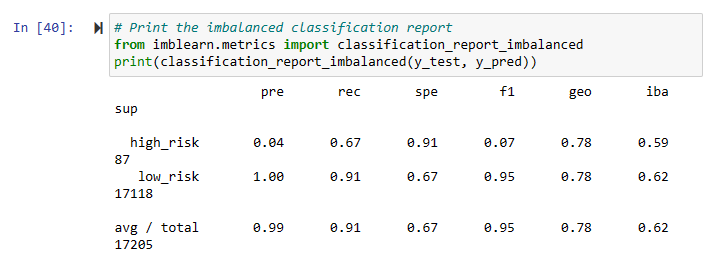 In [40]: # Print the imbalanced classification report
from imblearn.metrics import classification_report_imbalanced
print(classification_report_imbalanced(y_test, y_pred))
pre rec spe f1 geo iba
sup
high_risk 0.04 0.67 0.91 0.07 0.78 0.59
87
low_risk 1.00 0.91 0.67 0.95 0.78 0.62
17118
avg / total 0.99 0.91 0.67 0.95 0.78 0.62
17205